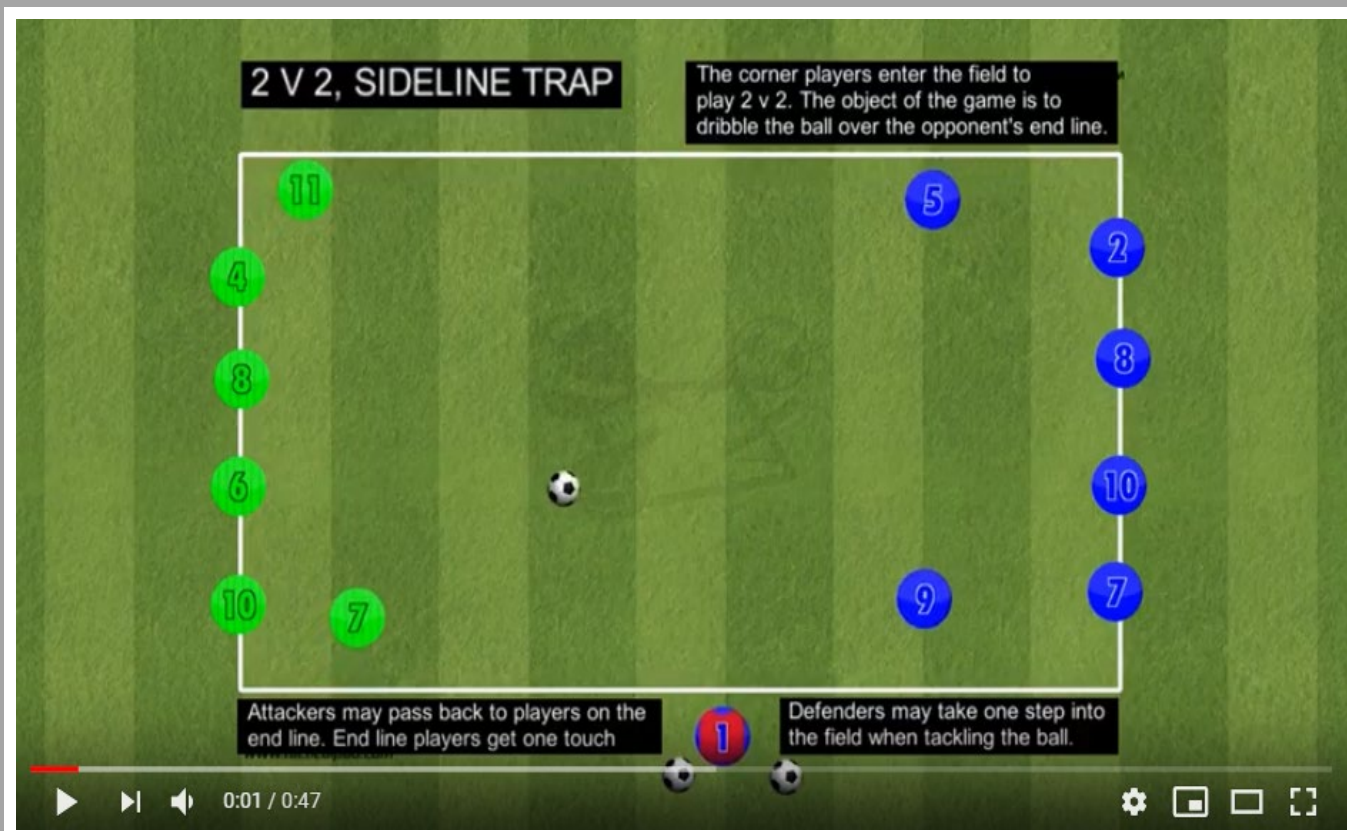 2 V 2, SIDELINE TRAP
The corner players enter the field to
play 2 v 2. The object of the game is to
dribble the ball over the opponent's end line.
11
5
4
2
8
8
6
10
10
7
9
7
Attackers may pass back to players on the
end line. End line players get one touch
1
Defenders may take one step into
the field when tackling the ball.
0:01 / 0:47